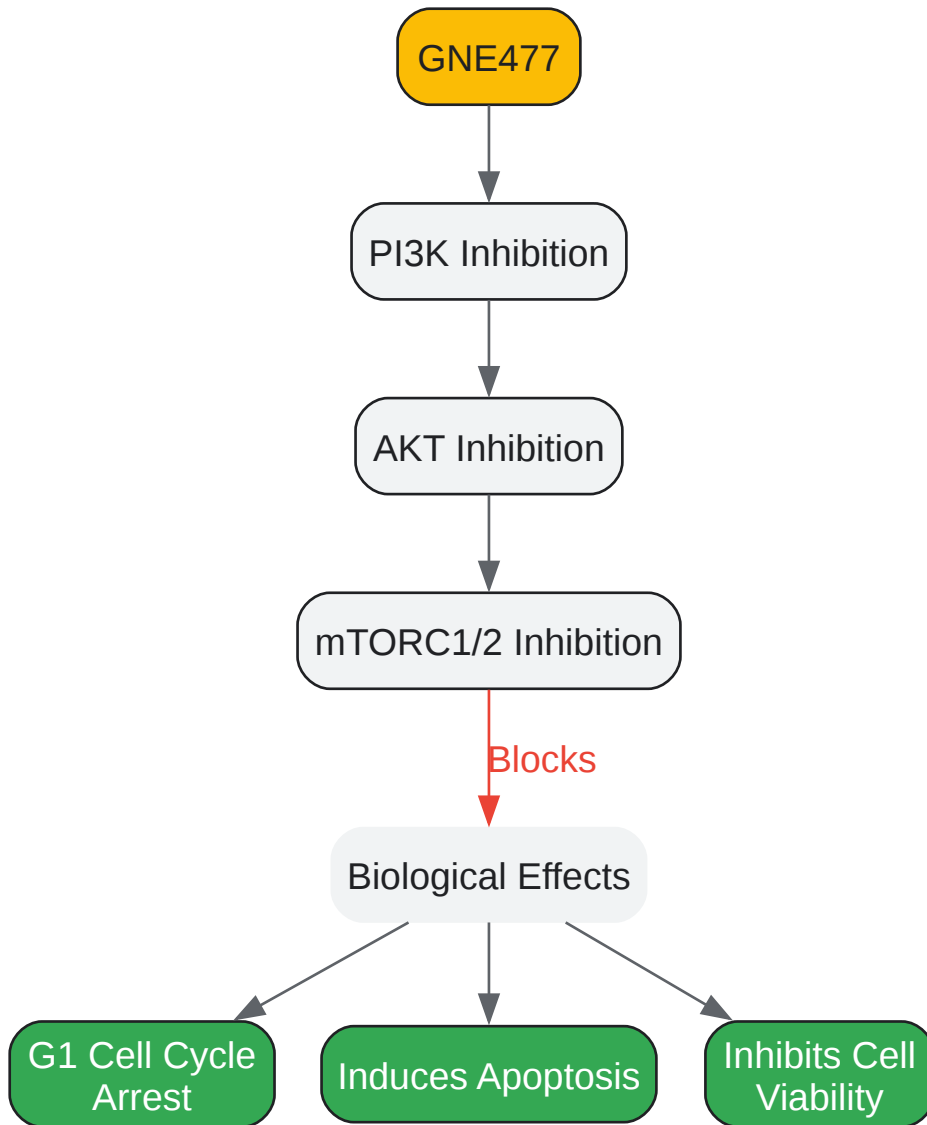 GNE477
PI3K Inhibition
AKT Inhibition
mTORC1/2 Inhibition
Blocks
Biological Effects
G1 Cell Cycle
Arrest
Induces Apoptosis
Inhibits Cell
Viability